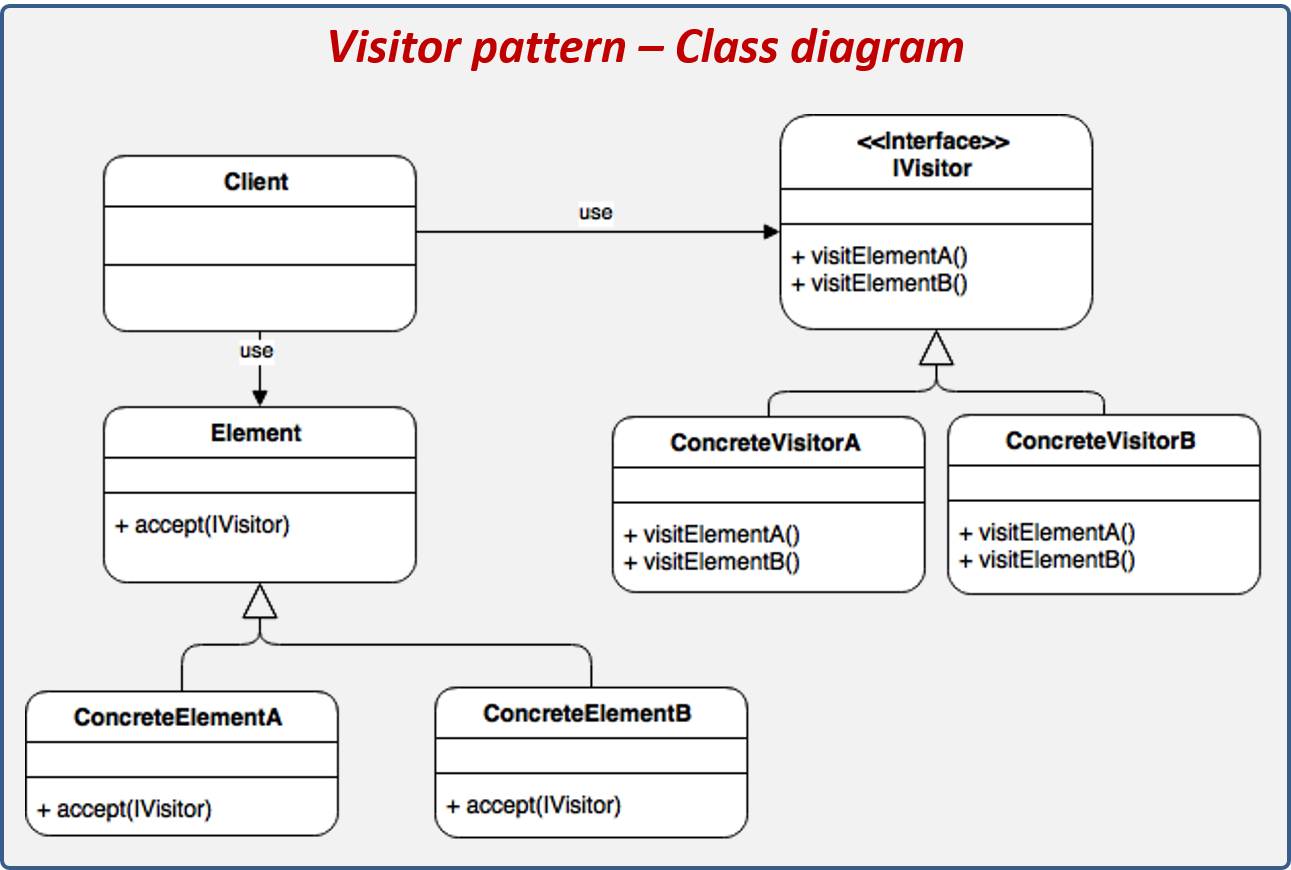 Visitor pattern – Class diagram
<<Interface>>
IVisitor
+ visitElementA()
+ visitElementB()
Client
use
use
Element
+ accept(IVisitor)
ConcreteVisitorA
+ visitElementA()
+ visitElementB()
ConcreteVisitorB
+ visitElementA()
+ visitElementB()
ConcreteElementA
+ accept(IVisitor)
ConcreteElementB
+ accept(IVisitor)